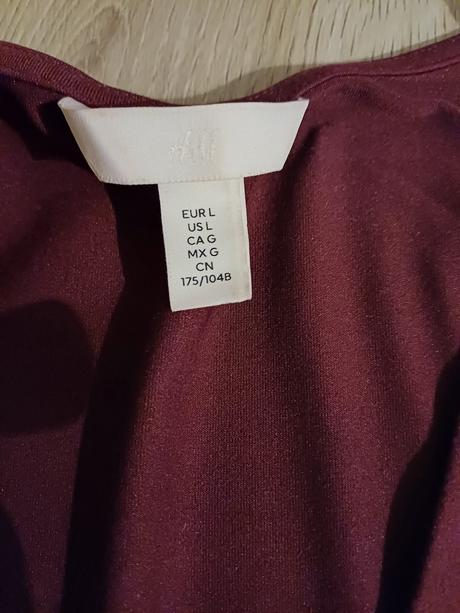 EUR L
US L
CA G
MX G
CN
175/104B